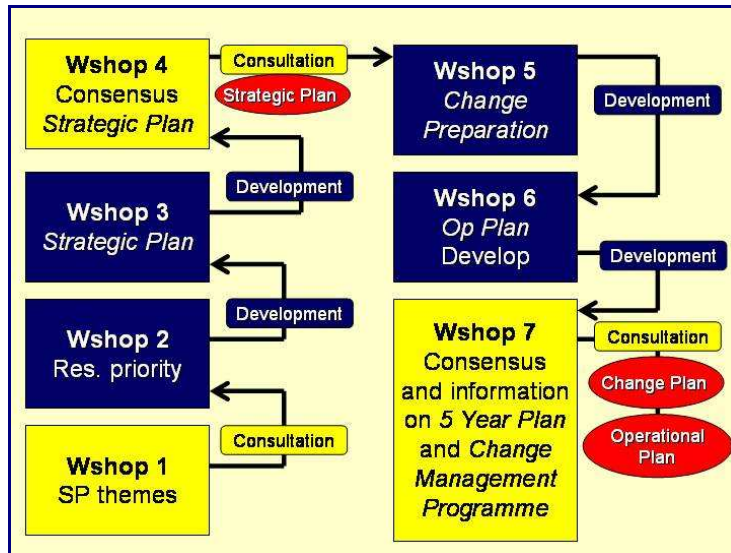 Wshop 4
Consensus
Strategic Plan
Consultation
Strategic Plan
Wshop 5
Change
Preparation
Development
Development
Wshop 3
Strategic Plan
Wshop 6
Op Plan
Develop
Development
Development
Wshop 2
Res. priority
Wshop 7
Consensus
and information
on 5 Year Plan
and Change
Management
Programme
Consultation
Change Plan
Operational
Plan
Consultation
Wshop 1
SP themes